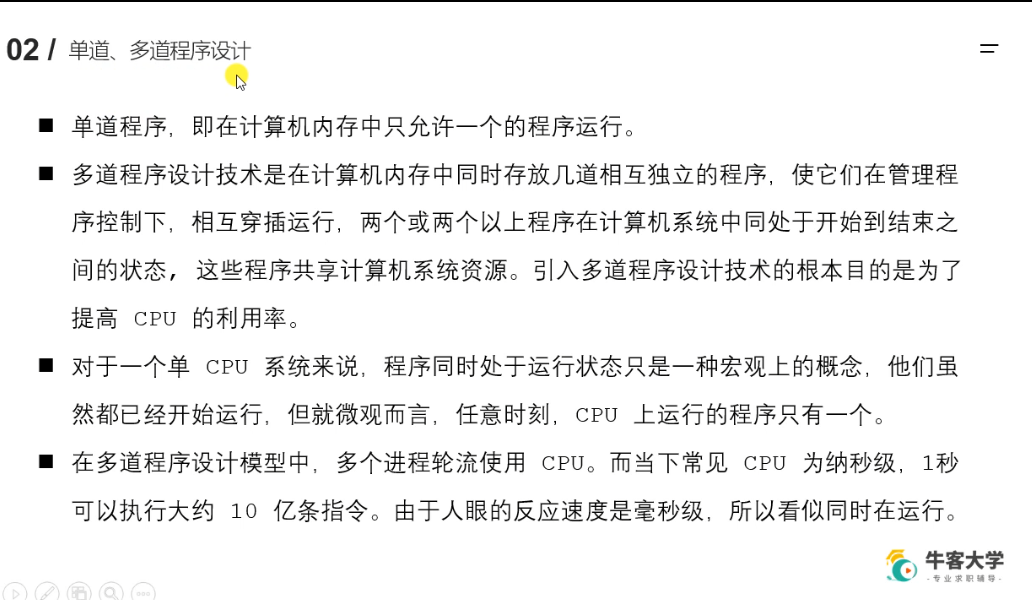 02 / 单道、多道程序设计
■ 单道程序，即在计算机内存中只允许一个的程序运行。
■ 多道程序设计技术是在计算机内存中同时存放几道相互独立的程序，使它们在管理程
序控制下，相互穿插运行，两个或两个以上程序在计算机系统中同处于开始到结束之
间的状态, 这些程序共享计算机系统资源。引入多道程序设计技术的根本目的是为了
提高 CPU 的利用率。
■ 对于一个单 CPU 系统来说，程序同时处于运行状态只是一种宏观上的概念，他们虽
然都已经开始运行，但就微观而言，任意时刻，CPU 上运行的程序只有一个。
■ 在多道程序设计模型中，多个进程轮流使用 CPU。而当下常见 CPU 为纳秒级，1秒
可以执行大约 10 亿条指令。由于人眼的反应速度是毫秒级，所以看似同时在运行。
牛客大学
-专业求职辅导-